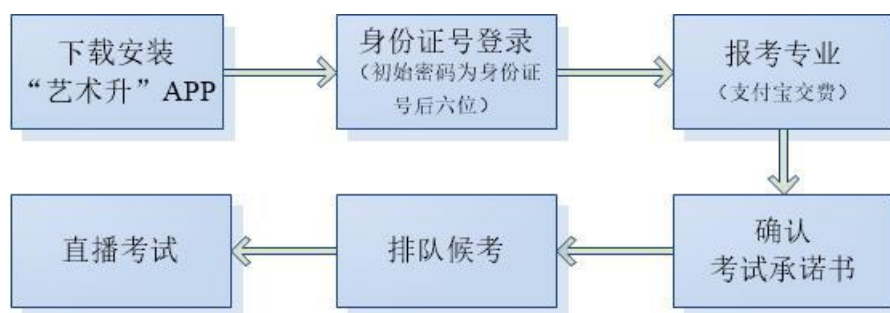 下载安装
“艺术升”APP
身份证号登录
（初始密码为身份证
号后六位）
报考专业
（支付宝交费）
确认
考试承诺书
排队候考
直播考试